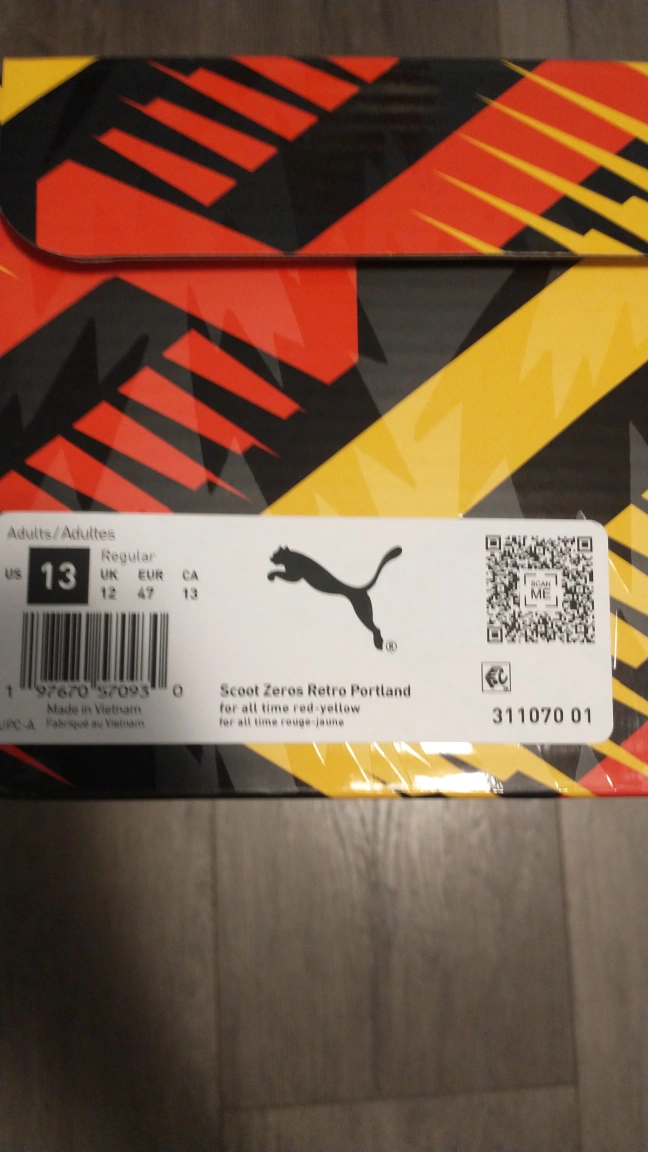 Adults/Adultes
Regular
US 13 UK EUR CA
12 47 13
SCAN
ME
1 97670 57093 0
Made in Vietnam
UPC-A Fabriqué au Vietnam
Scoot Zeros Retro Portland
for all time red-yellow
for all time rouge-jaune
®
311070 01